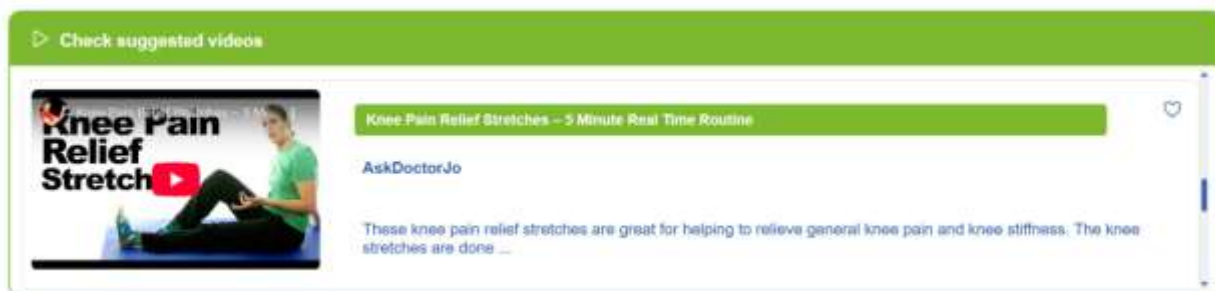 Check suggested videos
Knee Pain
Relief
Stretch
Knee Pain Relief Stretches – 5 Minute Real Time Routine
AskDoctorJo
These knee pain relief stretches are great for helping to relieve general knee pain and knee stiffness. The knee
stretches are done ...